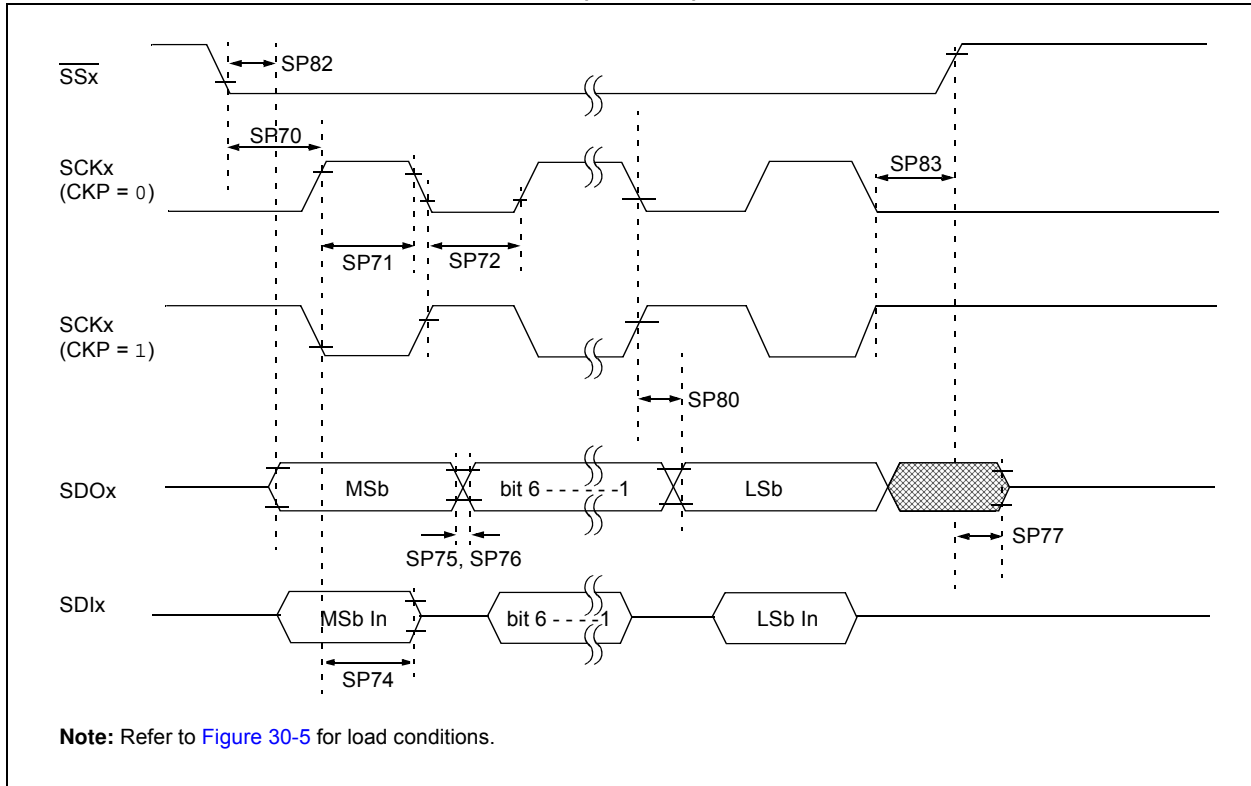 SSx
SP82
SP70
SCKx
(CKP = 0)
SP83
SP71
SP72
SCKx
(CKP = 1)
SP80
SDOx
MSb
bit 6 - - - - - -1
LSb
SP75, SP76
SP77
SDIx
MSb In
bit 6 - - - -1
LSb In
SP74
Note: Refer to Figure 30-5 for load conditions.